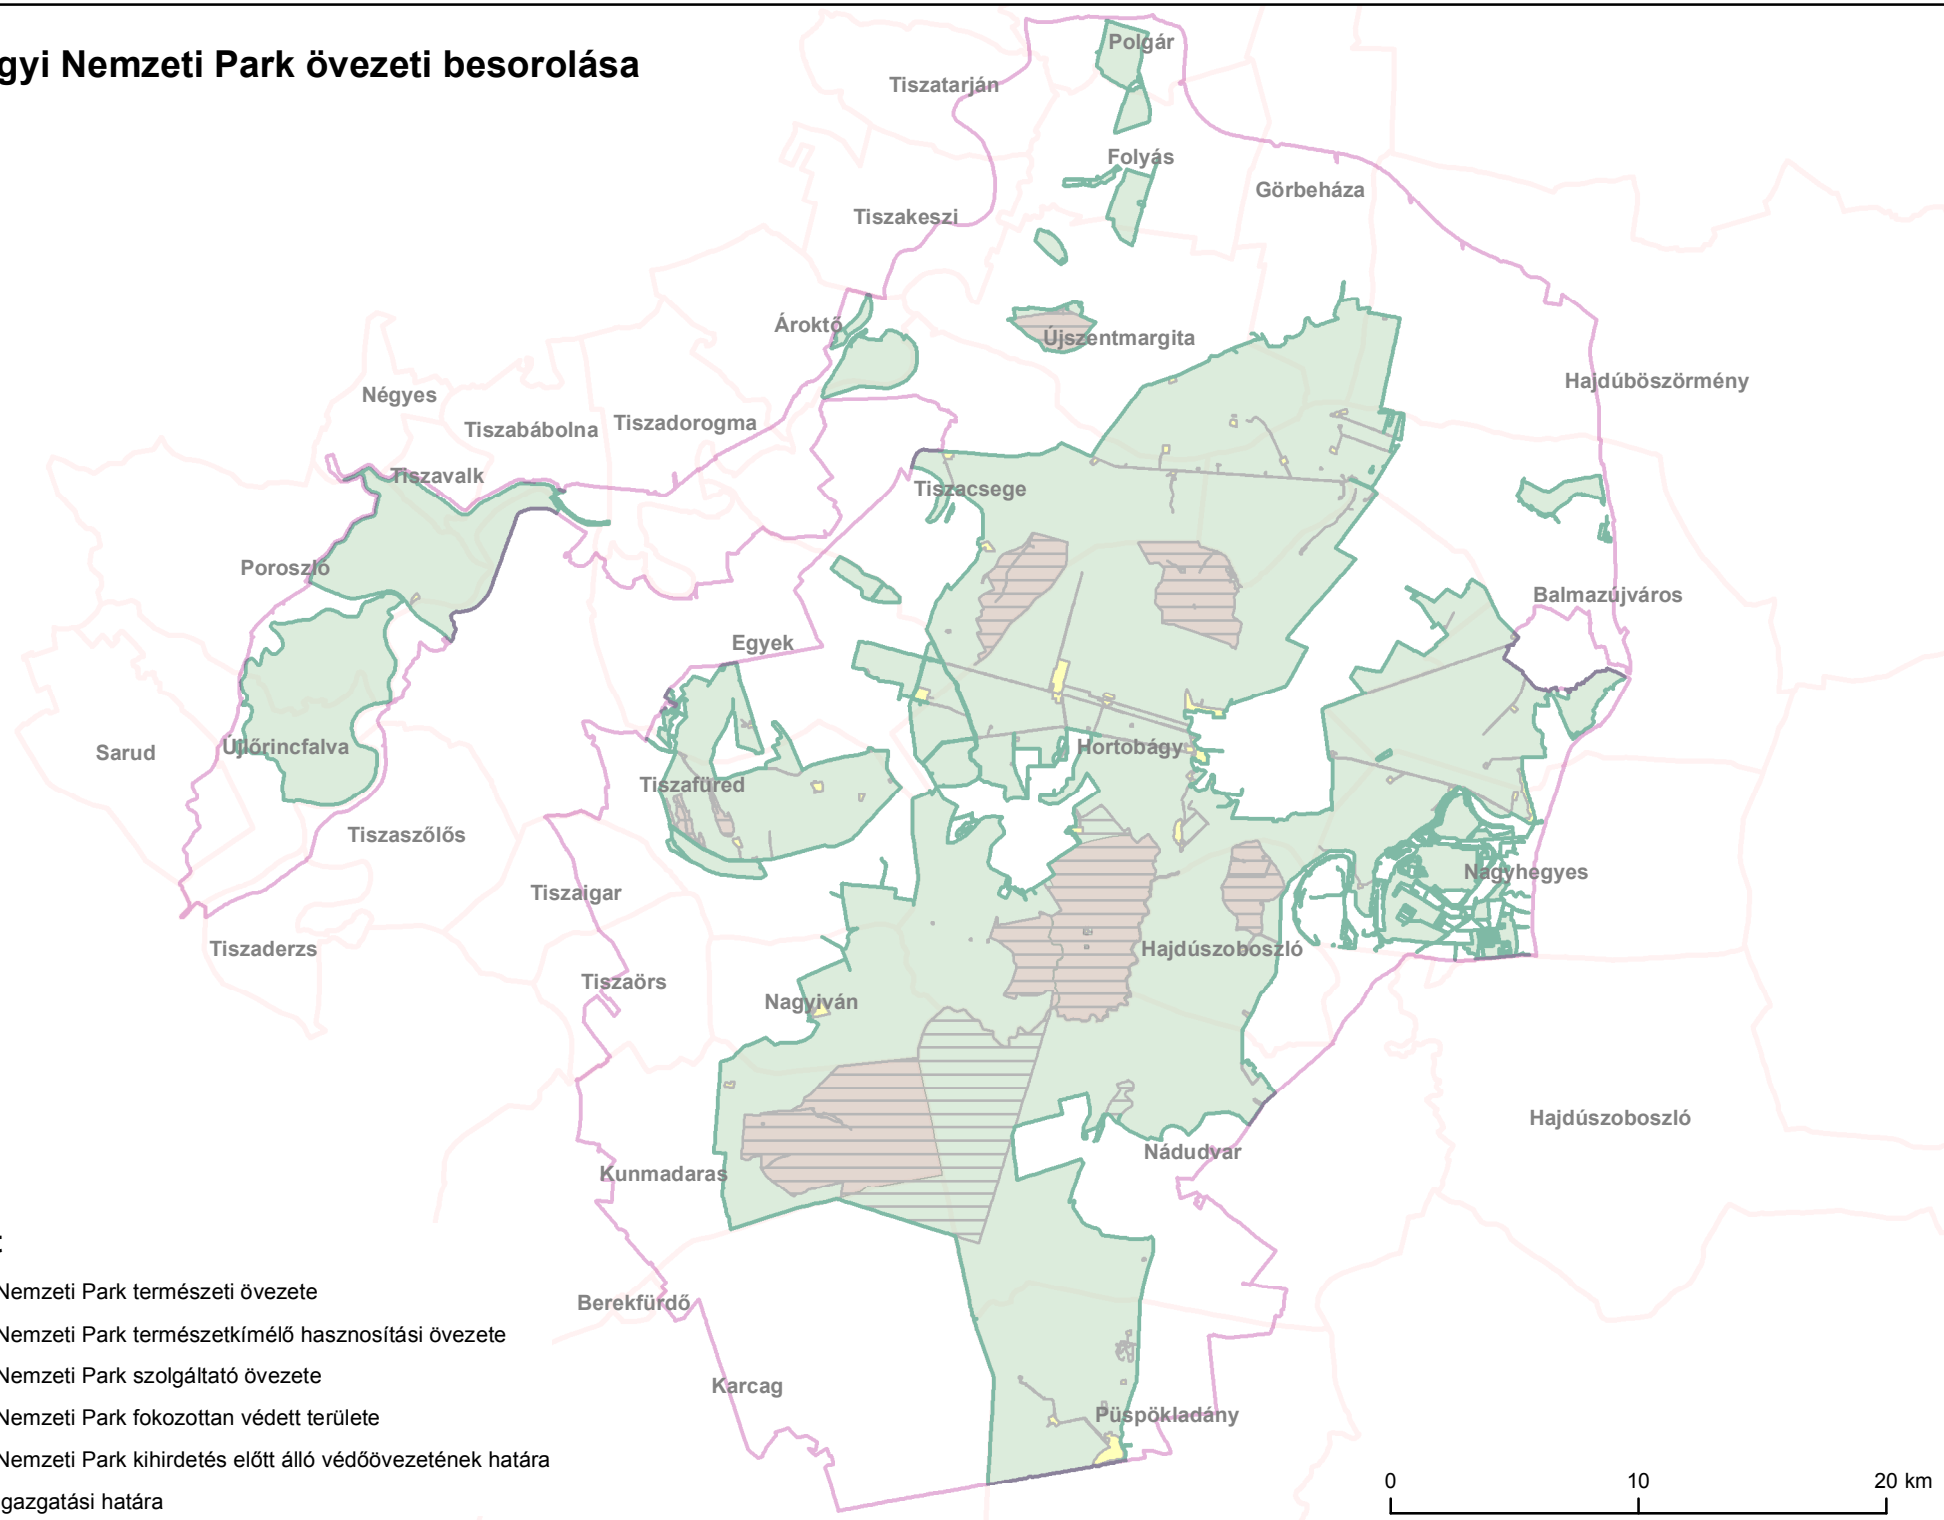 gyi Nemzeti Park övezeti besorolása
Polgár
Tiszatarján
Folyás
Görbeháza
Tiszakeszi
Ároktő
Újszentmargita
Hajdúböszörmény
Négyes
Tiszadorogma
Tiszabábolna
Tiszavalk
Tiszacsege
Poroszló
Balmazújváros
Egyek
Sarud
Újlőrincfalva
Hortobágy
Tiszafüred
Tiszaszőlős
Nagyhegyes
Tiszaigar
Tiszaderzs
Hajdúszoboszló
Tiszaörs
Nagyiván
Hajdúszoboszló
Nádudvar
Kunmadaras
:
Nemzeti Park természeti övezete
Berekfürdő
Nemzeti Park természetkímélő hasznosítási övezete
Nemzeti Park szolgáltató övezete
Karcag
Nemzeti Park fokozottan védett területe
Püspökladány
Nemzeti Park kihirdetés előtt álló védőövezetének határa
0 10 20 km
gazgatási határa